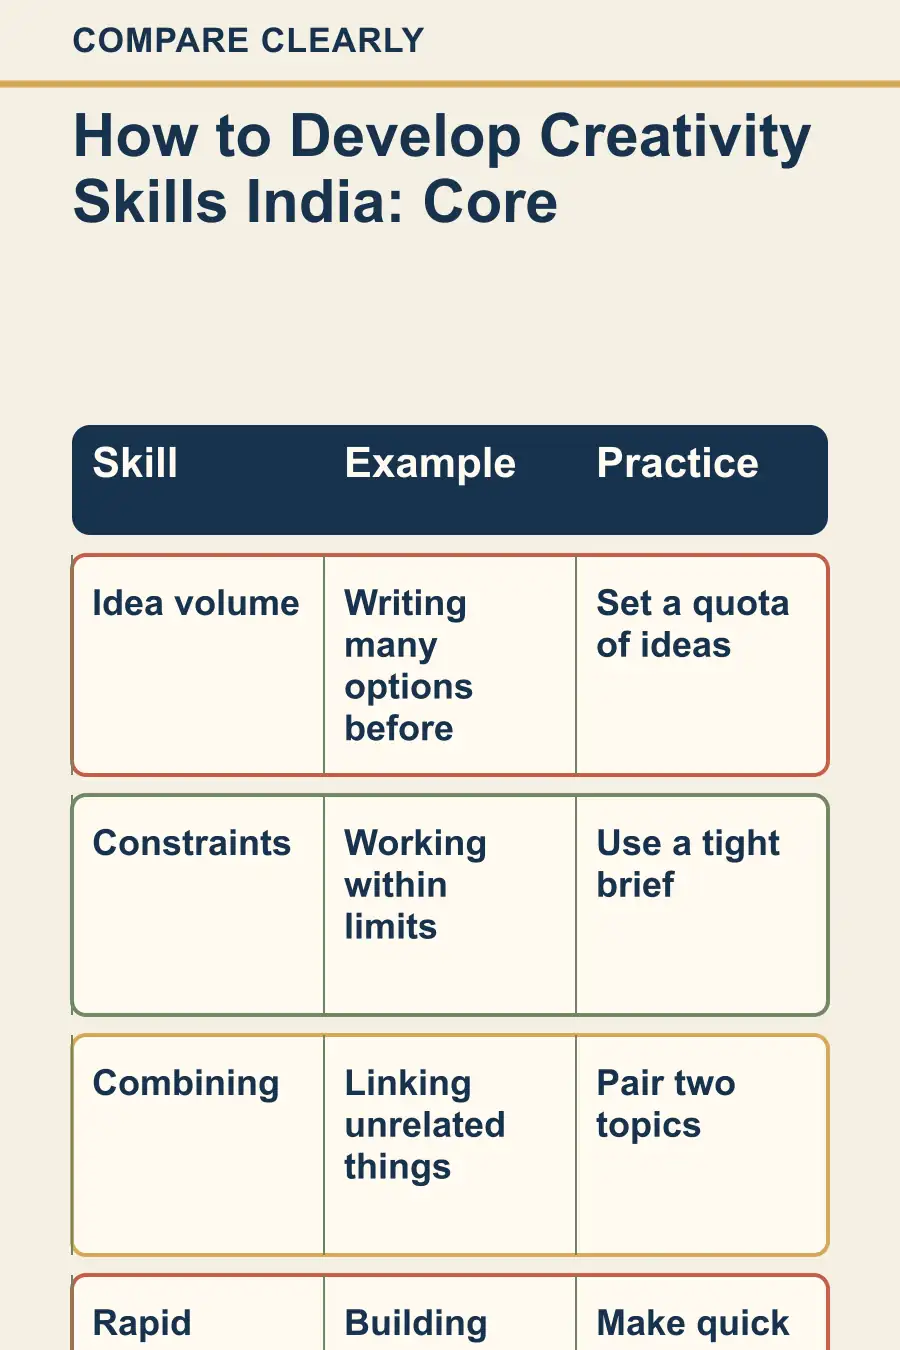 COMPARE CLEARLY
How to Develop Creativity
Skills India: Core
Skill Example Practice
Idea volume
Writing
many
options
before
Set a quota
of ideas
Constraints
Working
within
limits
Use a tight
brief
Combining
Linking
unrelated
things
Pair two
topics
Rapid
Building
Make quick